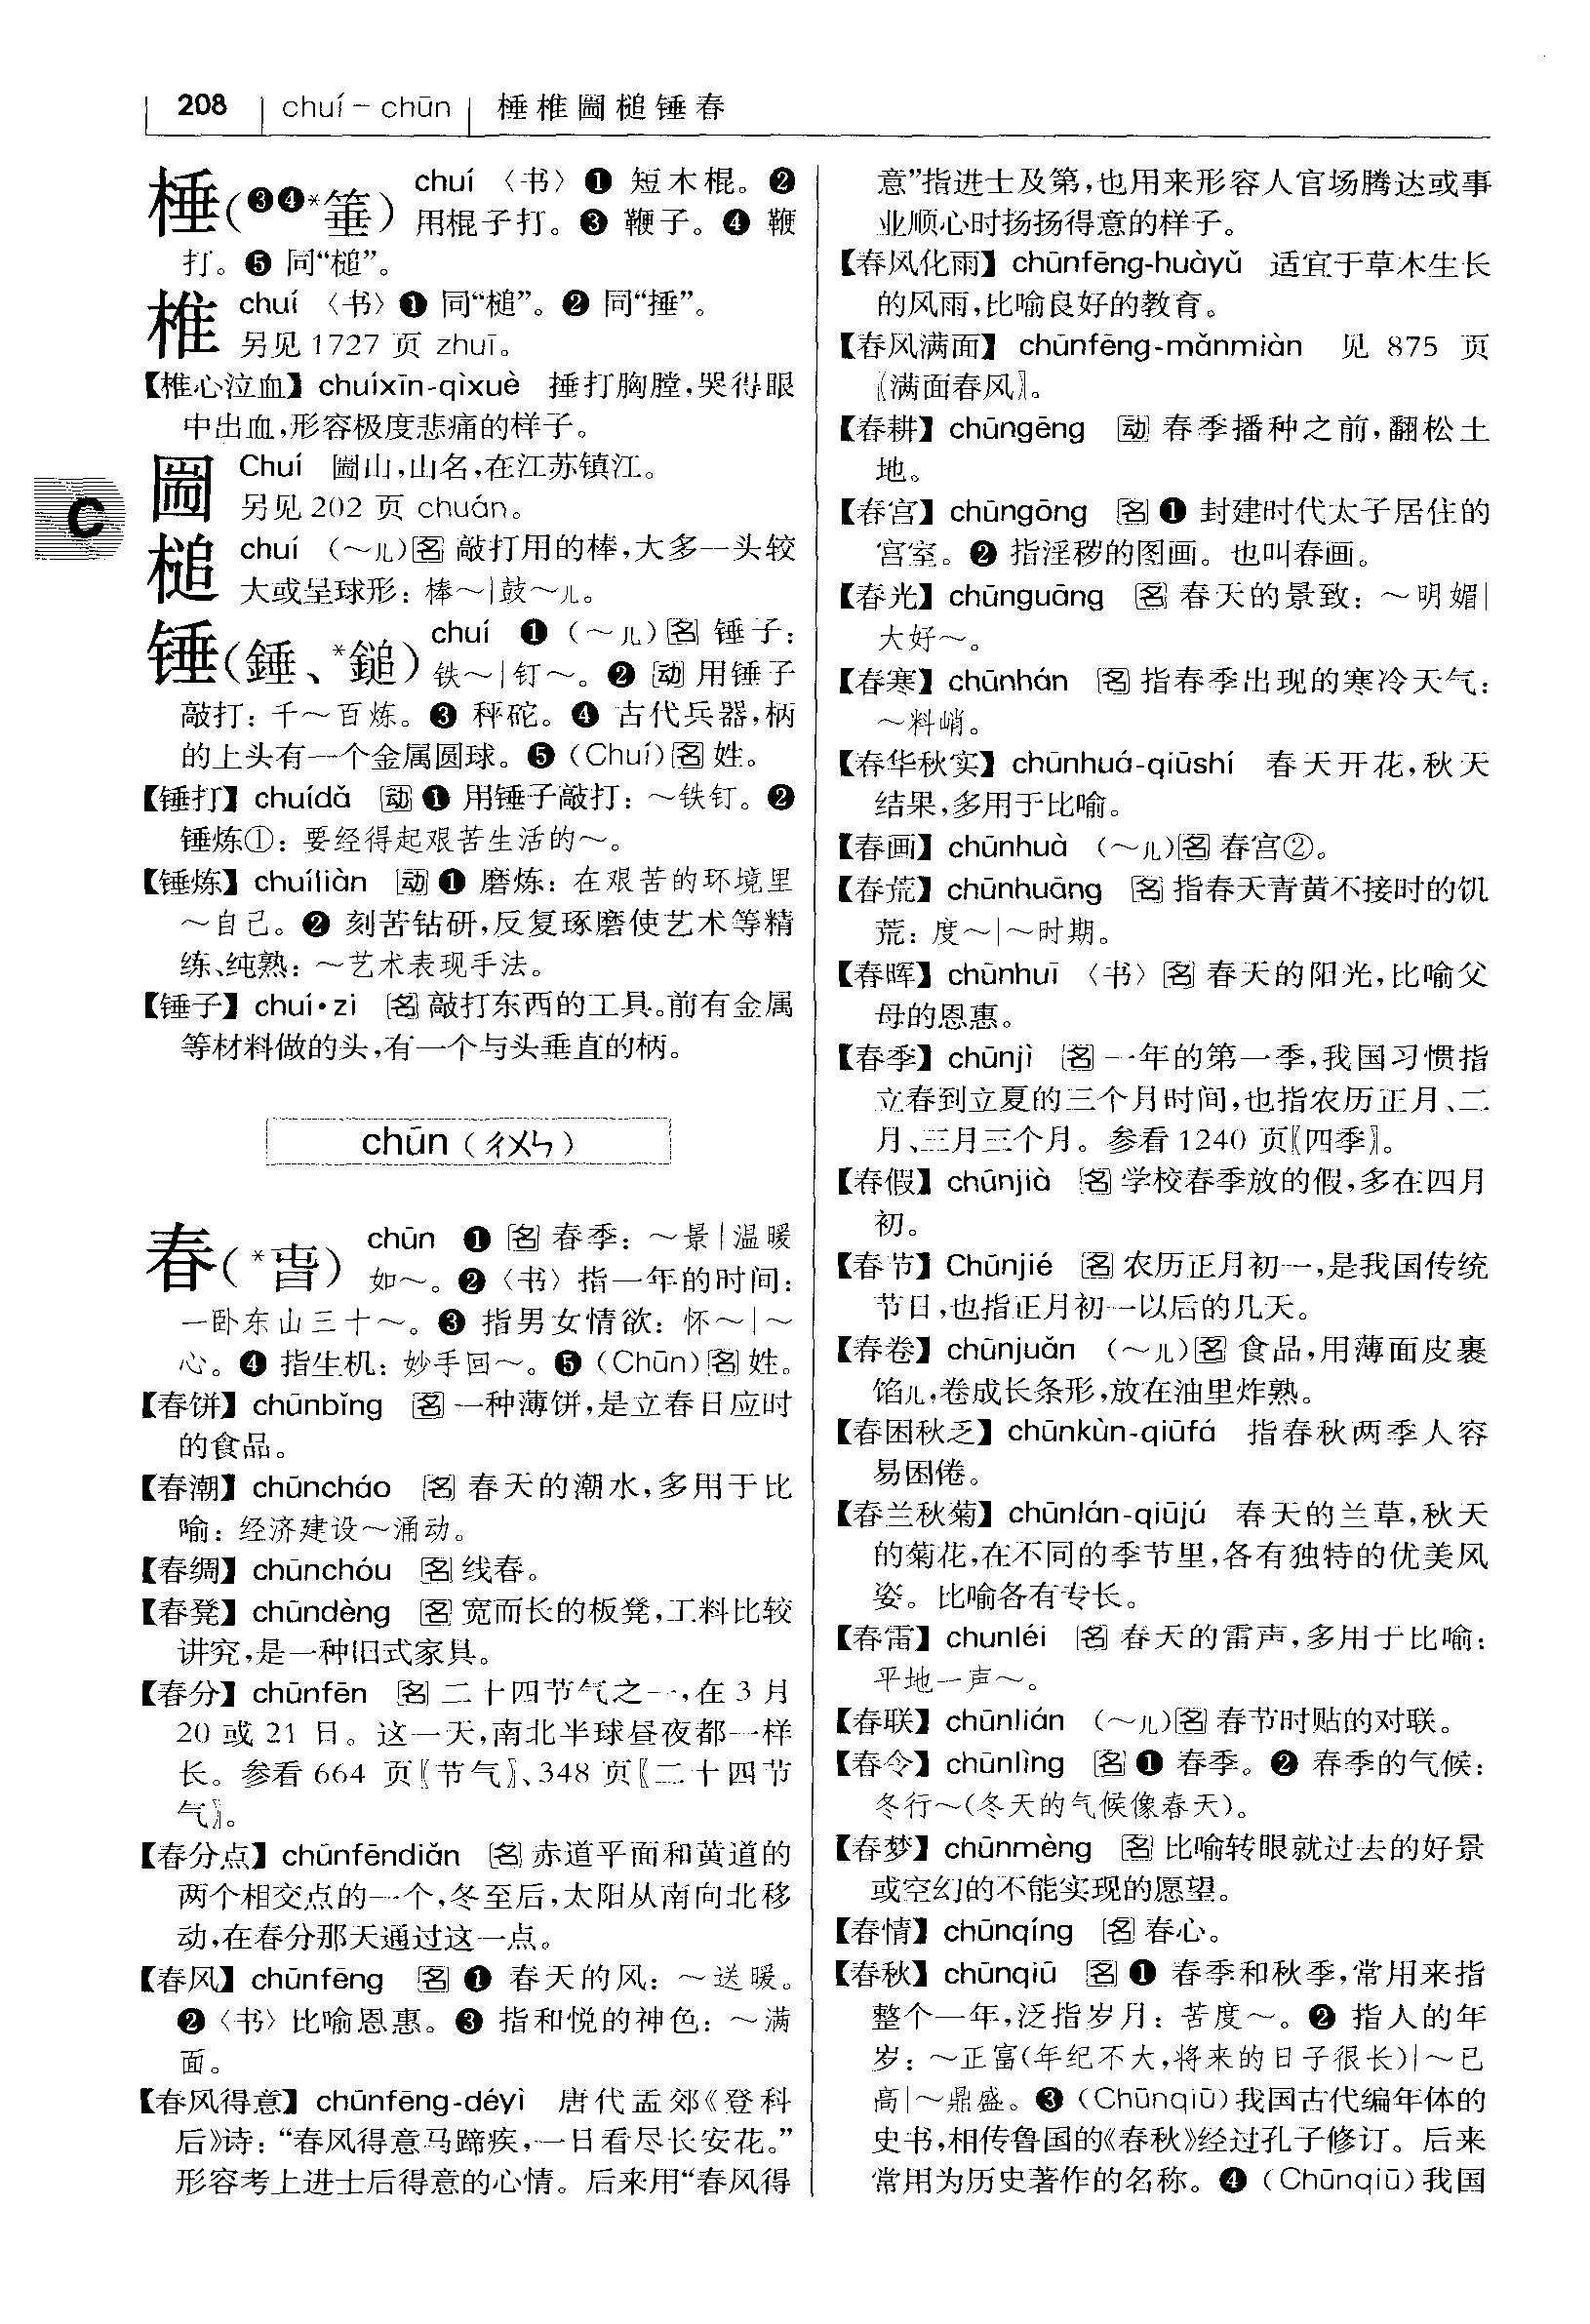 208 chuí－chūn 棰椎圌槌锤春
棰(❸❹*箠) chuí 〈书〉❶ 短木棍。❷
用棍子打。❸ 鞭子。❹ 鞭
打。❺ 同“槌”。
椎 chuí 〈书〉❶ 同“槌”。❷ 同“捶”。
另见 1727 页 zhuī。
【椎心泣血】chuíxīn-qìxuè 捶打胸膛，哭得眼
中出血，形容极度悲痛的样子。
圌 Chuí 圌山，山名，在江苏镇江。
另见 202 页 chuán。
C
槌 chuí （～儿）名 敲打用的棒，大多一头较
大或呈球形：棒～｜鼓～儿。
锤(錘、*鎚) chuí ❶（～儿）名 锤子：
铁～｜钉～。❷ 动 用锤子
敲打：千～百炼。❸ 秤砣。❹ 古代兵器，柄
的上头有一个金属圆球。❺（Chuí）名 姓。
【锤打】chuídǎ 动 ❶ 用锤子敲打：～铁钉。❷
锤炼①：要经得起艰苦生活的～。
【锤炼】chuíliàn 动 ❶ 磨炼：在艰苦的环境里
～自己。❷ 刻苦钻研，反复琢磨使艺术等精
练、纯熟：～艺术表现手法。
【锤子】chuí•zi 名 敲打东西的工具。前有金属
等材料做的头，有一个与头垂直的柄。
chūn（ㄔㄨㄣ）
春(*旾) chūn ❶ 名 春季：～景｜温暖
如～。❷〈书〉指一年的时间：
一卧东山三十～。❸ 指男女情欲：怀～｜～
心。❹ 指生机：妙手回～。❺（Chūn）名 姓。
【春饼】chūnbǐng 名 一种薄饼，是立春日应时
的食品。
【春潮】chūncháo 名 春天的潮水，多用于比
喻：经济建设～涌动。
【春绸】chūnchóu 名 线春。
【春凳】chūndèng 名 宽而长的板凳，工料比较
讲究，是一种旧式家具。
【春分】chūnfēn 名 二十四节气之一，在 3 月
20 或 21 日。这一天，南北半球昼夜都一样
长。参看 664 页〖节气〗、348 页〖二十四节
气〗。
【春分点】chūnfēndiǎn 名 赤道平面和黄道的
两个相交点的一个，冬至后，太阳从南向北移
动，在春分那天通过这一点。
【春风】chūnfēng 名 ❶ 春天的风：～送暖。
❷〈书〉比喻恩惠。❸ 指和悦的神色：～满
面。
【春风得意】chūnfēng-déyì 唐代孟郊《登科
后》诗：“春风得意马蹄疾，一日看尽长安花。”
形容考上进士后得意的心情。后来用“春风得
意”指进士及第，也用来形容人官场腾达或事
业顺心时扬扬得意的样子。
【春风化雨】chūnfēng-huàyǔ 适宜于草木生长
的风雨，比喻良好的教育。
【春风满面】chūnfēng-mǎnmiàn 见 875 页
〖满面春风〗。
【春耕】chūngēng 动 春季播种之前，翻松土
地。
【春宫】chūngōng 名 ❶ 封建时代太子居住的
宫室。❷ 指淫秽的图画。也叫春画。
【春光】chūnguāng 名 春天的景致：～明媚｜
大好～。
【春寒】chūnhán 名 指春季出现的寒冷天气：
～料峭。
【春华秋实】chūnhuá-qiūshí 春天开花，秋天
结果，多用于比喻。
【春画】chūnhuà （～儿）名 春宫②。
【春荒】chūnhuāng 名 指春天青黄不接时的饥
荒：度～｜～时期。
【春晖】chūnhuī 〈书〉名 春天的阳光，比喻父
母的恩惠。
【春季】chūnjì 名 一年的第一季，我国习惯指
立春到立夏的三个月时间，也指农历正月、二
月、三月三个月。参看 1240 页〖四季〗。
【春假】chūnjià 名 学校春季放的假，多在四月
初。
【春节】Chūnjié 名 农历正月初一，是我国传统
节日，也指正月初一以后的几天。
【春卷】chūnjuǎn （～儿）名 食品，用薄面皮裹
馅儿，卷成长条形，放在油里炸熟。
【春困秋乏】chūnkùn-qiūfá 指春秋两季人容
易困倦。
【春兰秋菊】chūnlán-qiūjú 春天的兰草，秋天
的菊花，在不同的季节里，各有独特的优美风
姿。比喻各有专长。
【春雷】chunléi 名 春天的雷声，多用于比喻：
平地一声～。
【春联】chūnlián （～儿）名 春节时贴的对联。
【春令】chūnlìng 名 ❶ 春季。❷ 春季的气候：
冬行～（冬天的气候像春天）。
【春梦】chūnmèng 名 比喻转眼就过去的好景
或空幻的不能实现的愿望。
【春情】chūnqíng 名 春心。
【春秋】chūnqiū 名 ❶ 春季和秋季，常用来指
整个一年，泛指岁月：苦度～。❷ 指人的年
岁：～正富（年纪不大，将来的日子很长）｜～已
高｜～鼎盛。❸（Chūnqiū）我国古代编年体的
史书，相传鲁国的《春秋》经过孔子修订。后来
常用为历史著作的名称。❹（Chūnqiū）我国